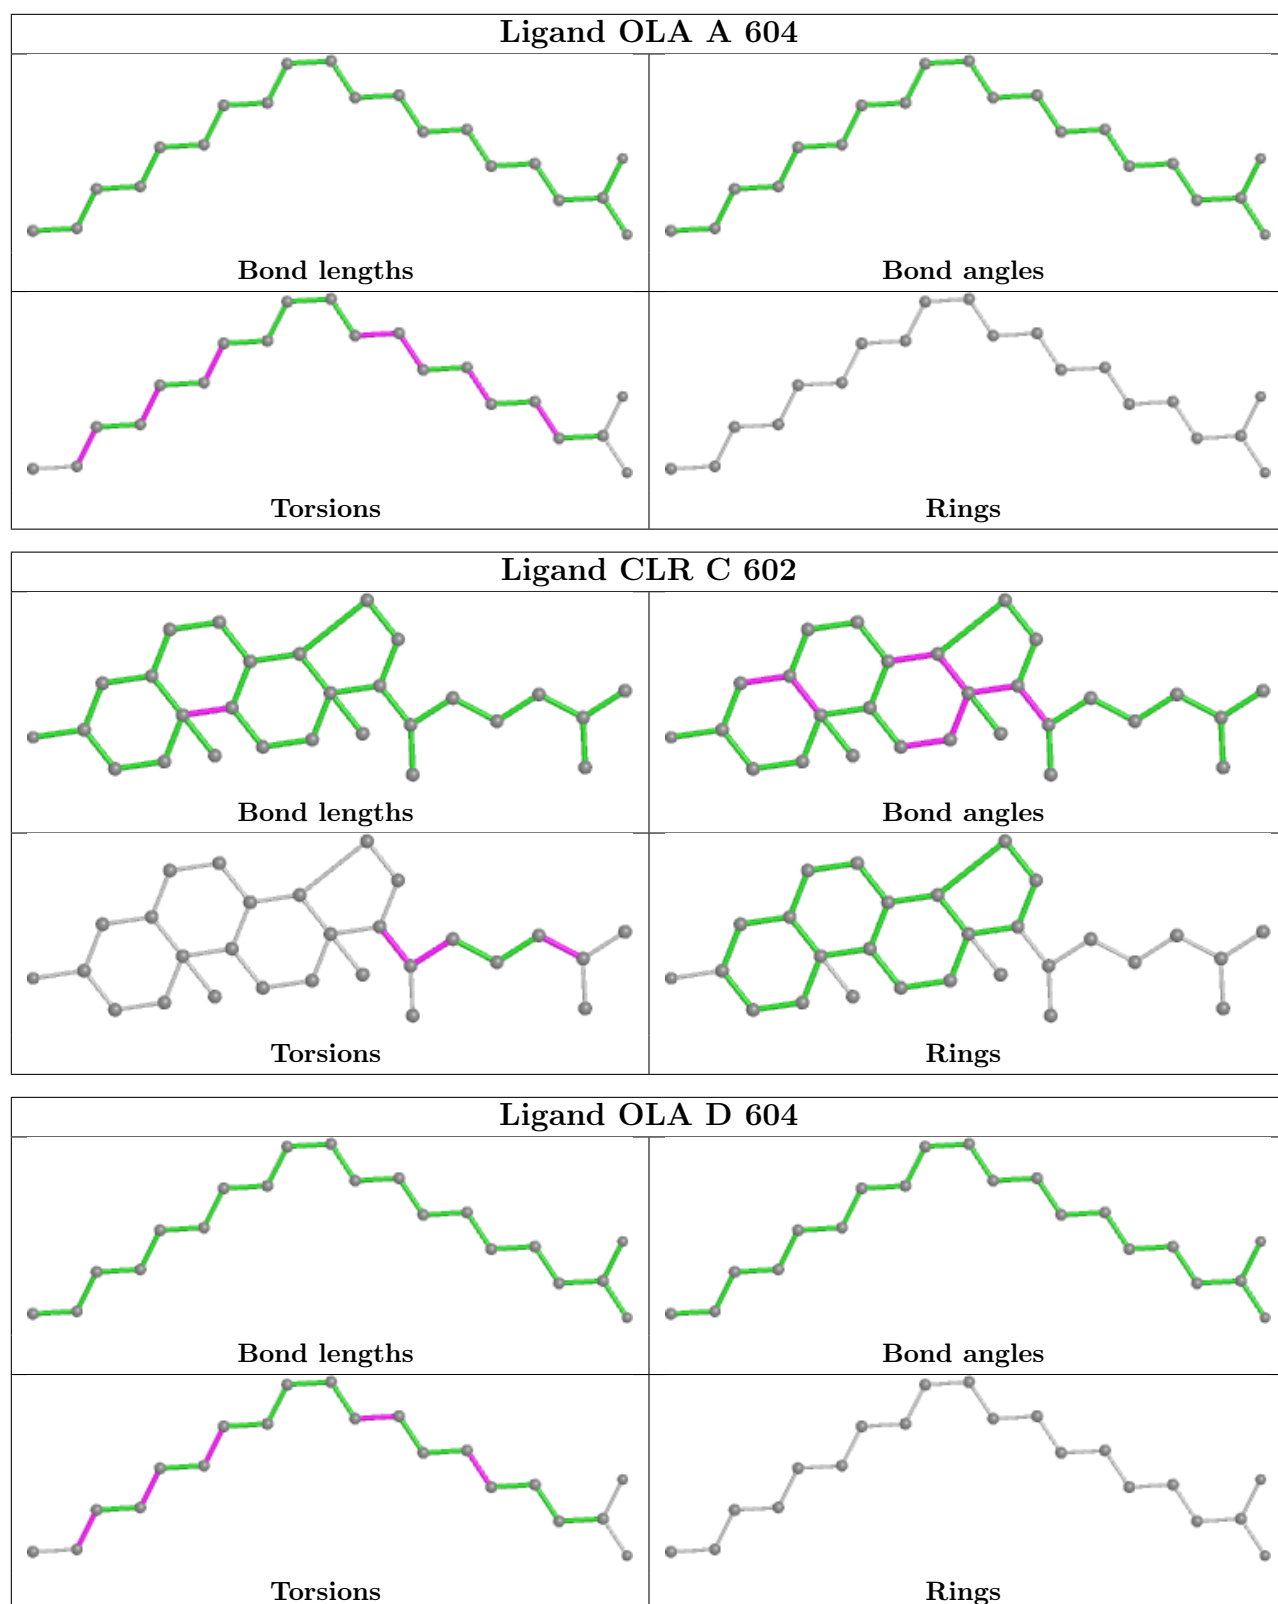 Ligand OLA A 604
Bond lengths
Bond angles
Torsions
Rings
Ligand CLR C 602
Bond lengths
Bond angles
Torsions
Rings
Ligand OLA D 604
Bond lengths
Bond angles
Torsions
Rings